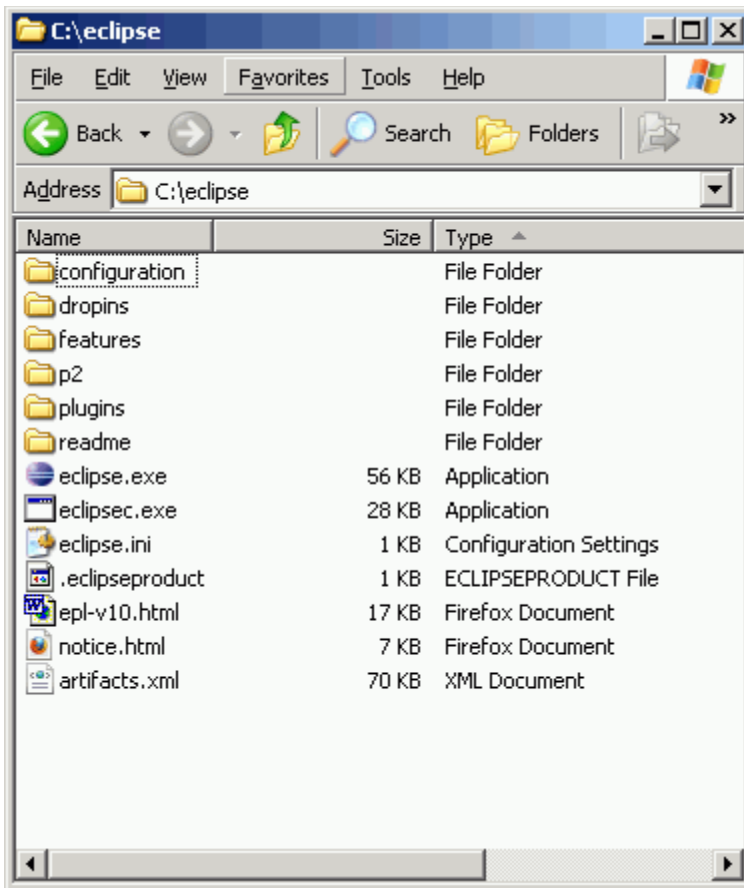 C:\eclipse
File Edit View Favorites Tools Help
Back Search Folders »
Address C:\eclipse
Name Size Type
configuration File Folder
dropins File Folder
features File Folder
p2 File Folder
plugins File Folder
readme File Folder
eclipse.exe 56 KB Application
eclipsec.exe 28 KB Application
eclipse.ini 1 KB Configuration Settings
.eclipseproduct 1 KB ECLIPSEPRODUCT File
epl-v10.html 17 KB Firefox Document
notice.html 7 KB Firefox Document
artifacts.xml 70 KB XML Document